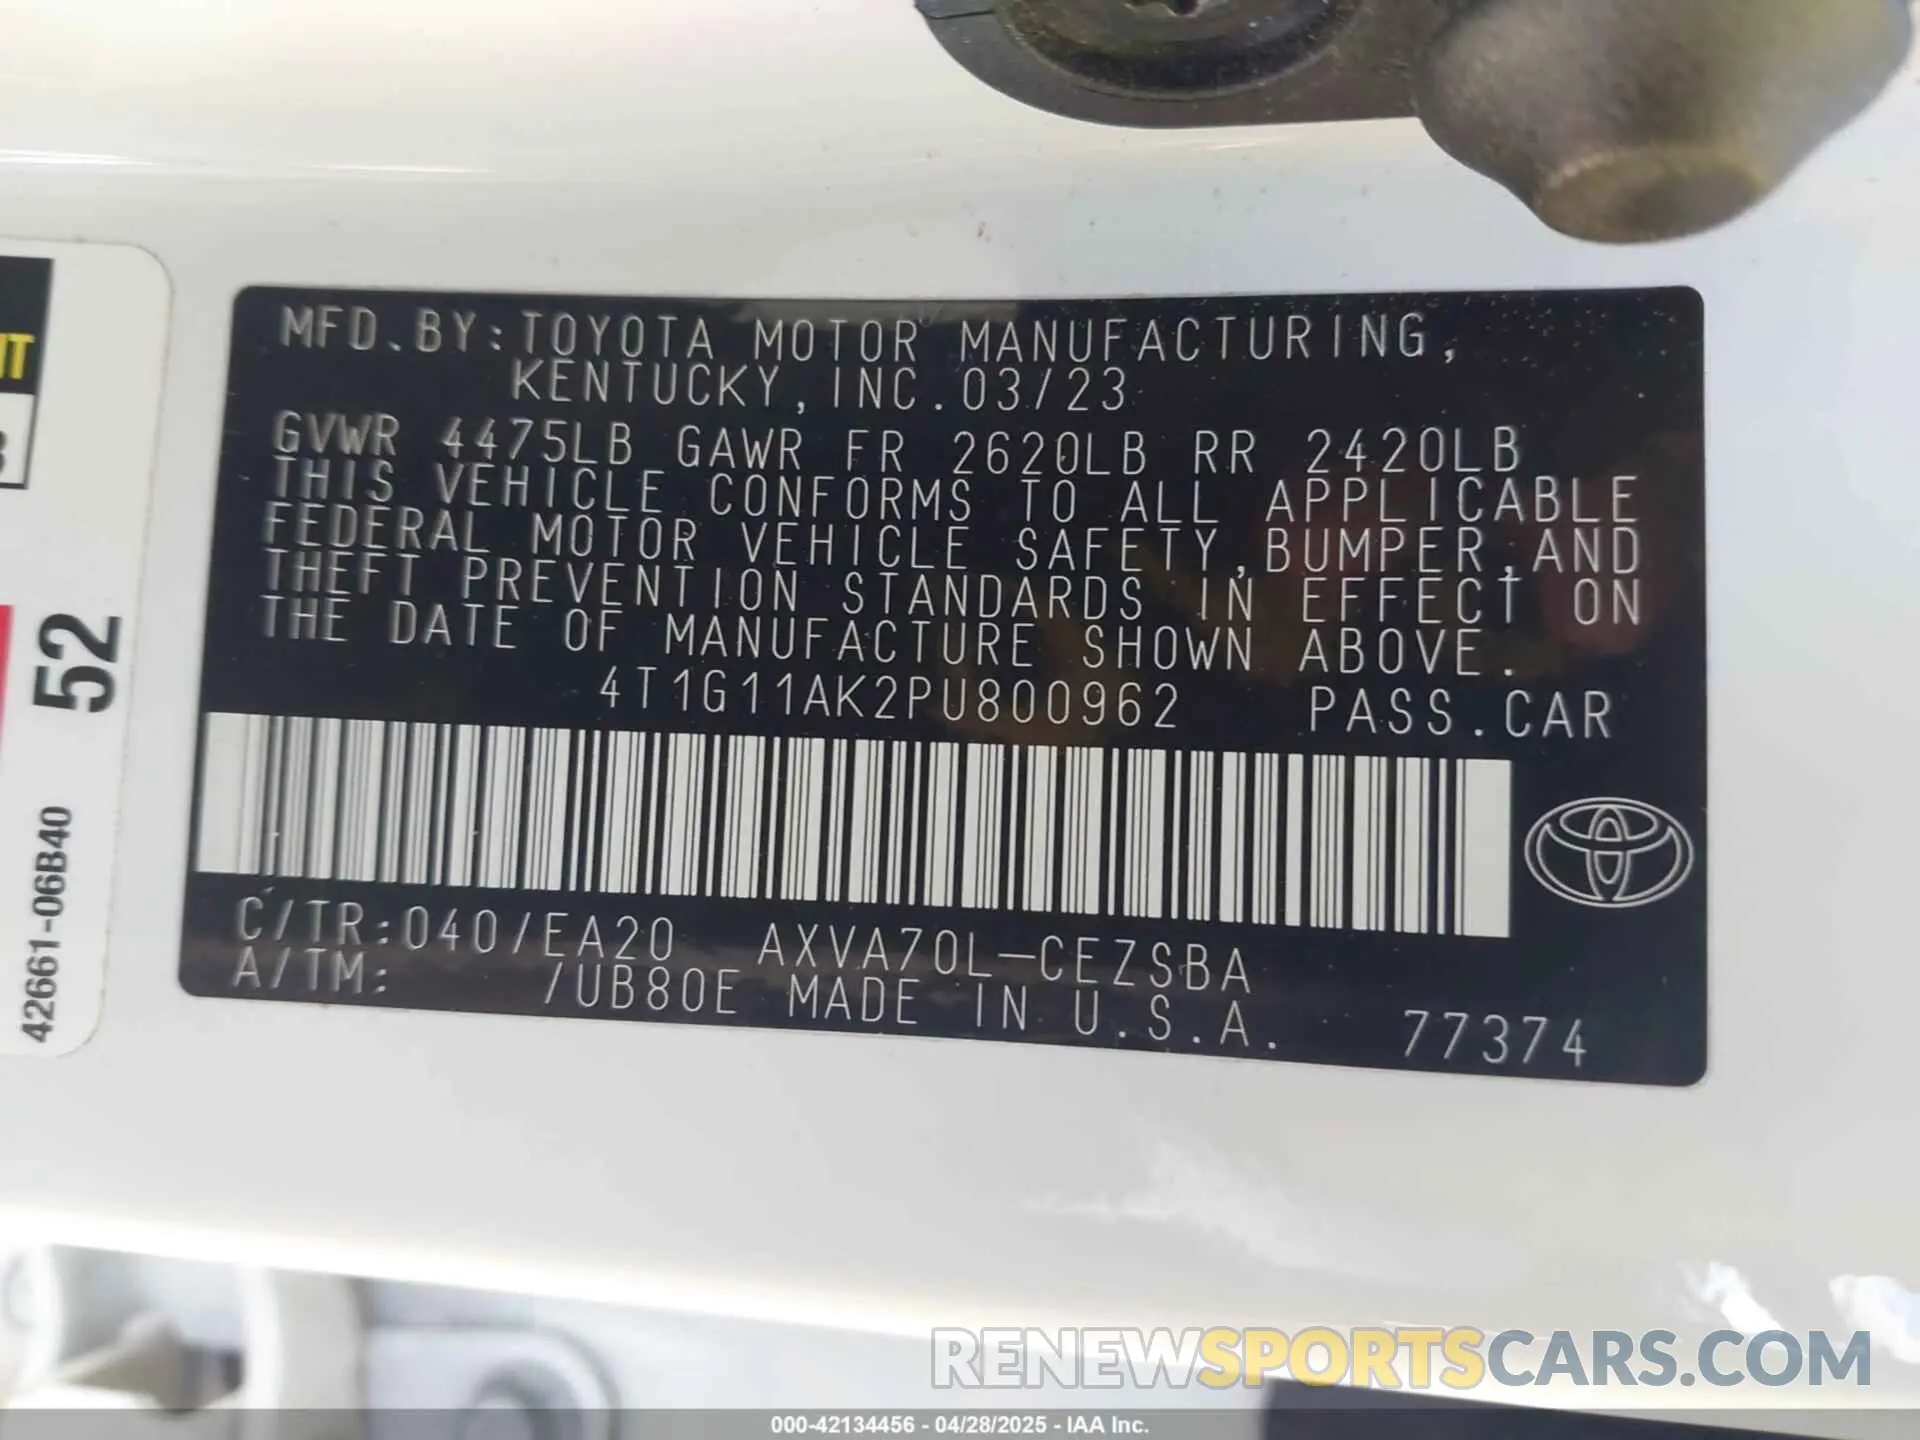 MFD.BY:TOYOTA MOTOR MANUFACTURING,
KENTUCKY,INC.03/23
GVWR 4475LB GAWR FR 2620LB RR 2420LB
THIS VEHICLE CONFORMS TO ALL APPLICABLE
FEDERAL MOTOR VEHICLE SAFETY,BUMPER,AND
THEFT PREVENTION STANDARDS IN EFFECT ON
THE DATE OF MANUFACTURE SHOWN ABOVE.
4T1G11AK2PU800962 PASS.CAR
C/TR:040/EA20 AXVA70L-CEZSBA
A/TM: /UB80E MADE IN U.S.A. 77374
52
42661-06B40
RENEWSPORTSCARS.COM
000-42134456 - 04/28/2025 - IAA Inc.